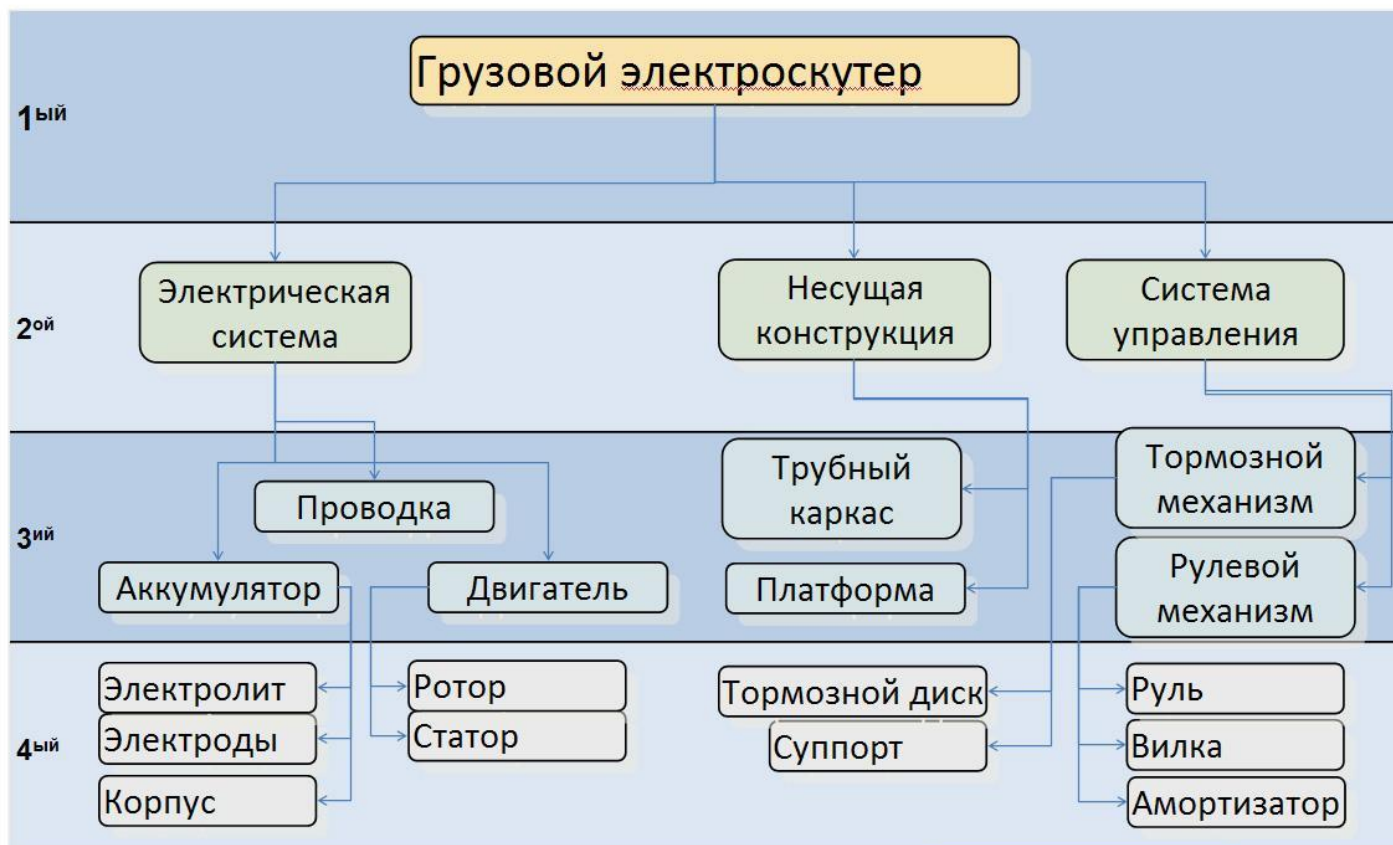 Грузовой электроскутер
1ый
Электрическая
система
Несущая
конструкция
Система
управления
2ой
Трубный
каркас
Тормозной
механизм
Проводка
3ий
Аккумулятор
Двигатель
Платформа
Рулевой
механизм
Электролит
Ротор
Тормозной диск
Руль
Электроды
Статор
Суппорт
Вилка
4ый
Корпус
Амортизатор